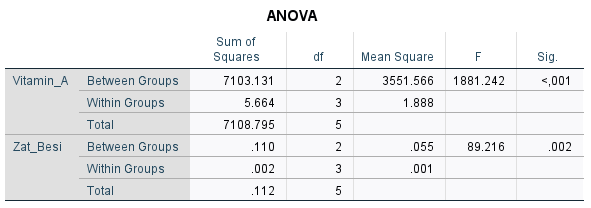 ANOVA
Sum of Squares df Mean Square F Sig.
Vitamin_A Between Groups 7103.131 2 3551.566 1881.242 <,001
Within Groups 5.664 3 1.888
Total 7108.795 5
Zat_Besi Between Groups .110 2 .055 89.216 .002
Within Groups .002 3 .001
Total .112 5